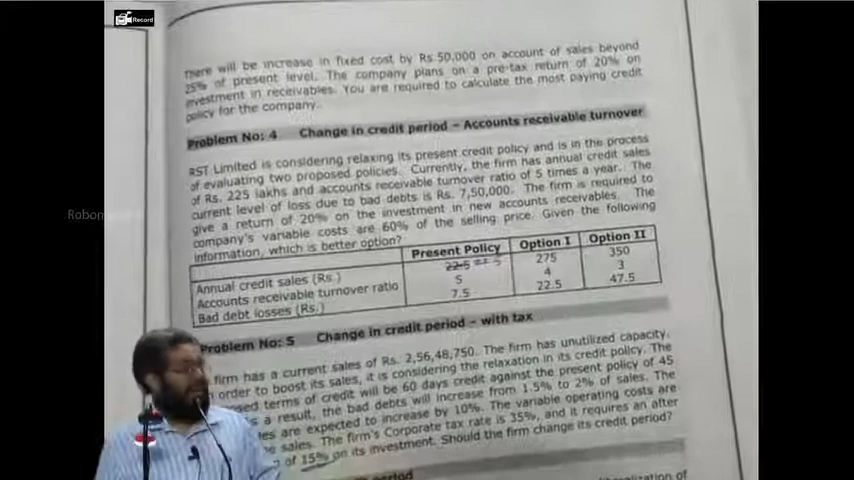 Record
There will be increase in fixed cost by Rs.50,000 on account of sales beyond
25% of present level. The company plans on a pre-tax return of 20% on
investment in receivables. You are required to calculate the most paying credit
policy for the company.
Problem No: 4 Change in credit period – Accounts receivable turnover
RST Limited is considering relaxing its present credit policy and is in the process
of evaluating two proposed policies. Currently, the firm has annual credit sales
of Rs. 225 lakhs and accounts receivable turnover ratio of 5 times a year. The
current level of loss due to bad debts is Rs. 7,50,000. The firm is required to
give a return of 20% on the investment in new accounts receivables. The
company's variable costs are 60% of the selling price. Given the following
information, which is better option?
Present Policy Option I Option II
Annual credit sales (Rs.) 22.5 225 275 350
Accounts receivable turnover ratio 5 4 3
Bad debt losses (Rs.) 7.5 22.5 47.5
Problem No: 5 Change in credit period – with tax
firm has a current sales of Rs. 2,56,48,750. The firm has unutilized capacity.
order to boost its sales, it is considering the relaxation in its credit policy. The
terms of credit will be 60 days credit against the present policy of 45
a result, the bad debts will increase from 1.5% to 2% of sales. The
are expected to increase by 10%. The variable operating costs are
sales. The firm's Corporate tax rate is 35%, and it requires an after
of 15% on its investment. Should the firm change its credit period?